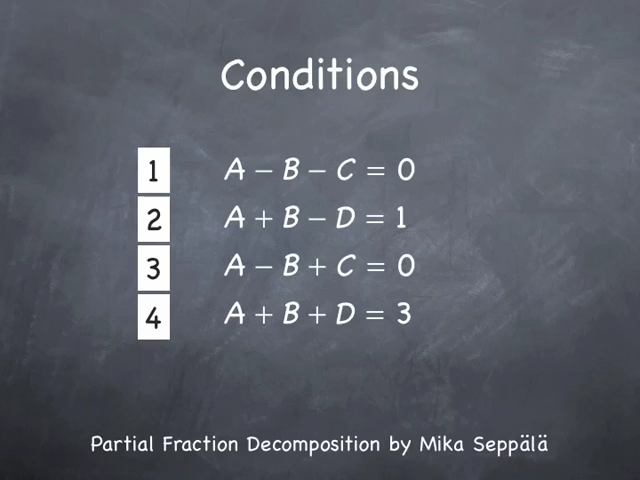 Conditions
1 A − B − C = 0
2 A + B − D = 1
3 A − B + C = 0
4 A + B + D = 3
Partial Fraction Decomposition by Mika Seppälä